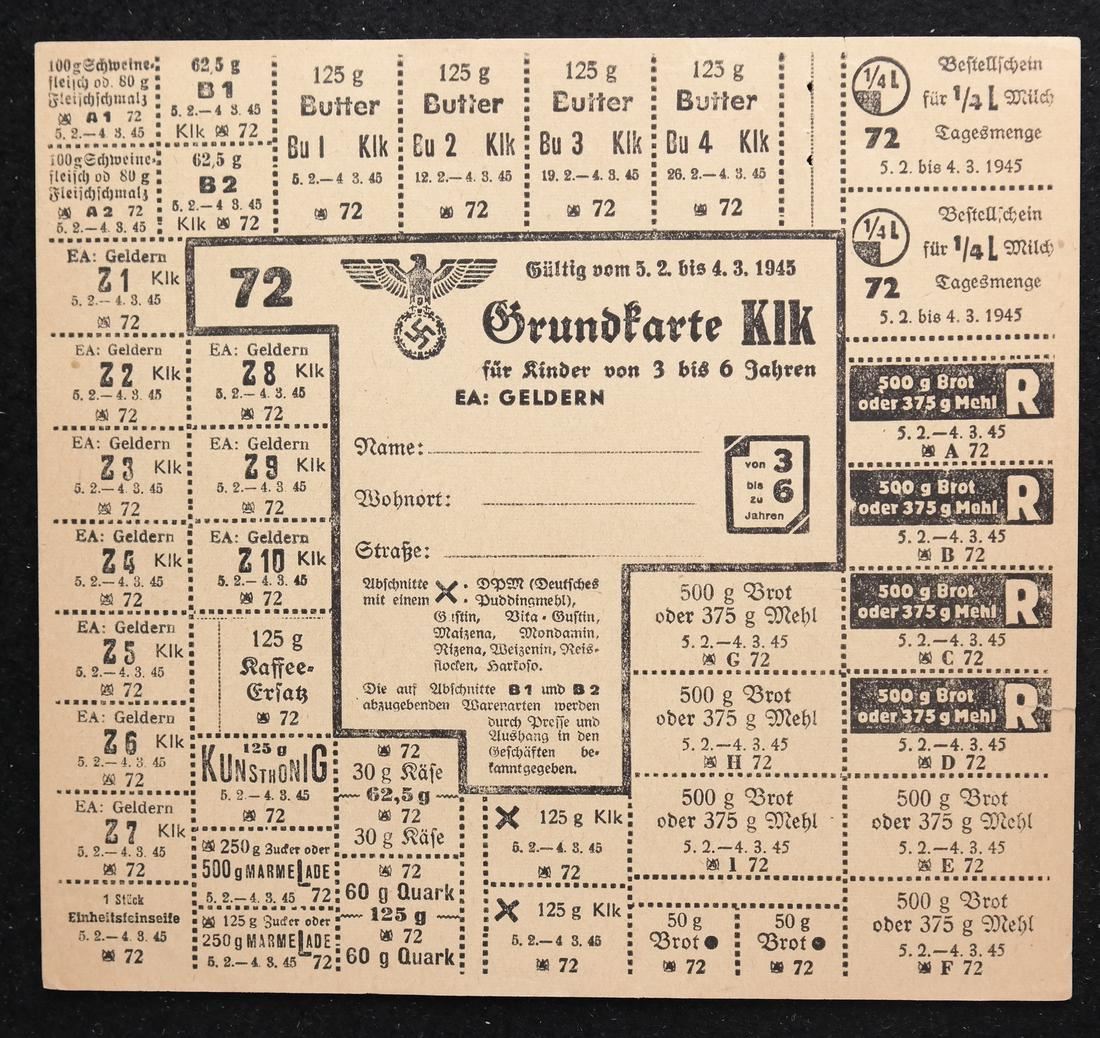 100g Schweine-
fleisch od. 80 g
Fleischschmalz
A1 72
5. 2.–4. 3. 45
62,5 g
B1
5. 2.–4 3. 45
Klk 72
125 g
Butter
Bu 1 Klk
5. 2.–4 3. 45
72
125 g
Butter
Bu 2 Klk
12. 2.–4. 3. 45
72
125 g
Butter
Bu 3 Klk
19. 2.–4. 3. 45
72
125 g
Butter
Bu 4 Klk
26. 2.–4. 3. 45
72
1/4 L
Bestellschein
für 1/4 L Milch
72 Tagesmenge
5. 2. bis 4. 3. 1945
100g Schweine-
fleisch od 80 g
Fleischschmalz
A2 72
5. 2.–4. 3. 45
62,5 g
B2
5. 2.–4 3. 45
Klk 72
1/4 L
Bestellschein
für 1/4 L Milch
72 Tagesmenge
5. 2. bis 4. 3. 1945
EA: Geldern
Z 1 Klk
5. 2.–4. 3. 45
72
72
Gültig vom 5. 2. bis 4. 3. 1945
Grundkarte Klk
für Kinder von 3 bis 6 Jahren
EA: GELDERN
Name:
Wohnort:
Straße:
von 3
bis
zu 6
Jahren
Abschnitte X: DPM (Deutsches
mit einem Puddingmehl),
Gustin, Vita-Gustin,
Maizena, Mondamin,
Rizena, Weizenin, Reis-
flocken, Harkoso.
Die auf Abschnitte B1 und B2
abzugebenden Warenarten werden
durch Presse und
Aushang in den
Geschäften be-
kanntgegeben.
EA: Geldern
Z 2 Klk
5. 2.–4. 3. 45
72
EA: Geldern
Z 8 Klk
5. 2.–4. 3. 45
72
EA: Geldern
Z 3 Klk
5. 2.–4. 3. 45
72
EA: Geldern
Z 9 Klk
5. 2.–4. 3. 45
72
EA: Geldern
Z 4 Klk
5. 2.–4. 3. 45
72
EA: Geldern
Z 10 Klk
5. 2.–4. 3. 45
72
EA: Geldern
Z 5 Klk
5. 2.–4. 3. 45
72
125 g
Kaffee-
Ersatz
72
EA: Geldern
Z 6 Klk
5. 2.–4. 3. 45
72
EA: Geldern
Z 7 Klk
5. 2.–4. 3. 45
72
1 Stück
Einheitsfeinseife
5. 2.–4. 3. 45
72
125 g
KUNSTHONIG
5. 2.–4. 3. 45
72
250 g Zucker oder
500 g MARMELADE
5. 2.–4. 3. 45 72
125 g Zucker oder
250 g MARMELADE
5. 2.–4. 3. 45 72
72
30 g Käse
62,5 g
72
30 g Käse
72
60 g Quark
125 g
72
60 g Quark
X 125 g Klk
5. 2.–4 3. 45
72
X 125 g Klk
5. 2.–4 3. 45
72
500 g Brot
oder 375 g Mehl R
5. 2.–4. 3. 45
A 72
500 g Brot
oder 375 g Mehl R
5. 2.–4. 3. 45
B 72
500 g Brot
oder 375 g Mehl R
5. 2.–4. 3. 45
C 72
500 g Brot
oder 375 g Mehl R
5. 2.–4. 3. 45
D 72
500 g Brot
oder 375 g Mehl
5. 2.–4. 3. 45
G 72
500 g Brot
oder 375 g Mehl
5. 2.–4. 3. 45
H 72
500 g Brot
oder 375 g Mehl
5. 2.–4. 3. 45
I 72
500 g Brot
oder 375 g Mehl
5. 2.–4. 3. 45
E 72
50 g
Brot
72
50 g
Brot
72
500 g Brot
oder 375 g Mehl
5. 2.–4. 3. 45
F 72